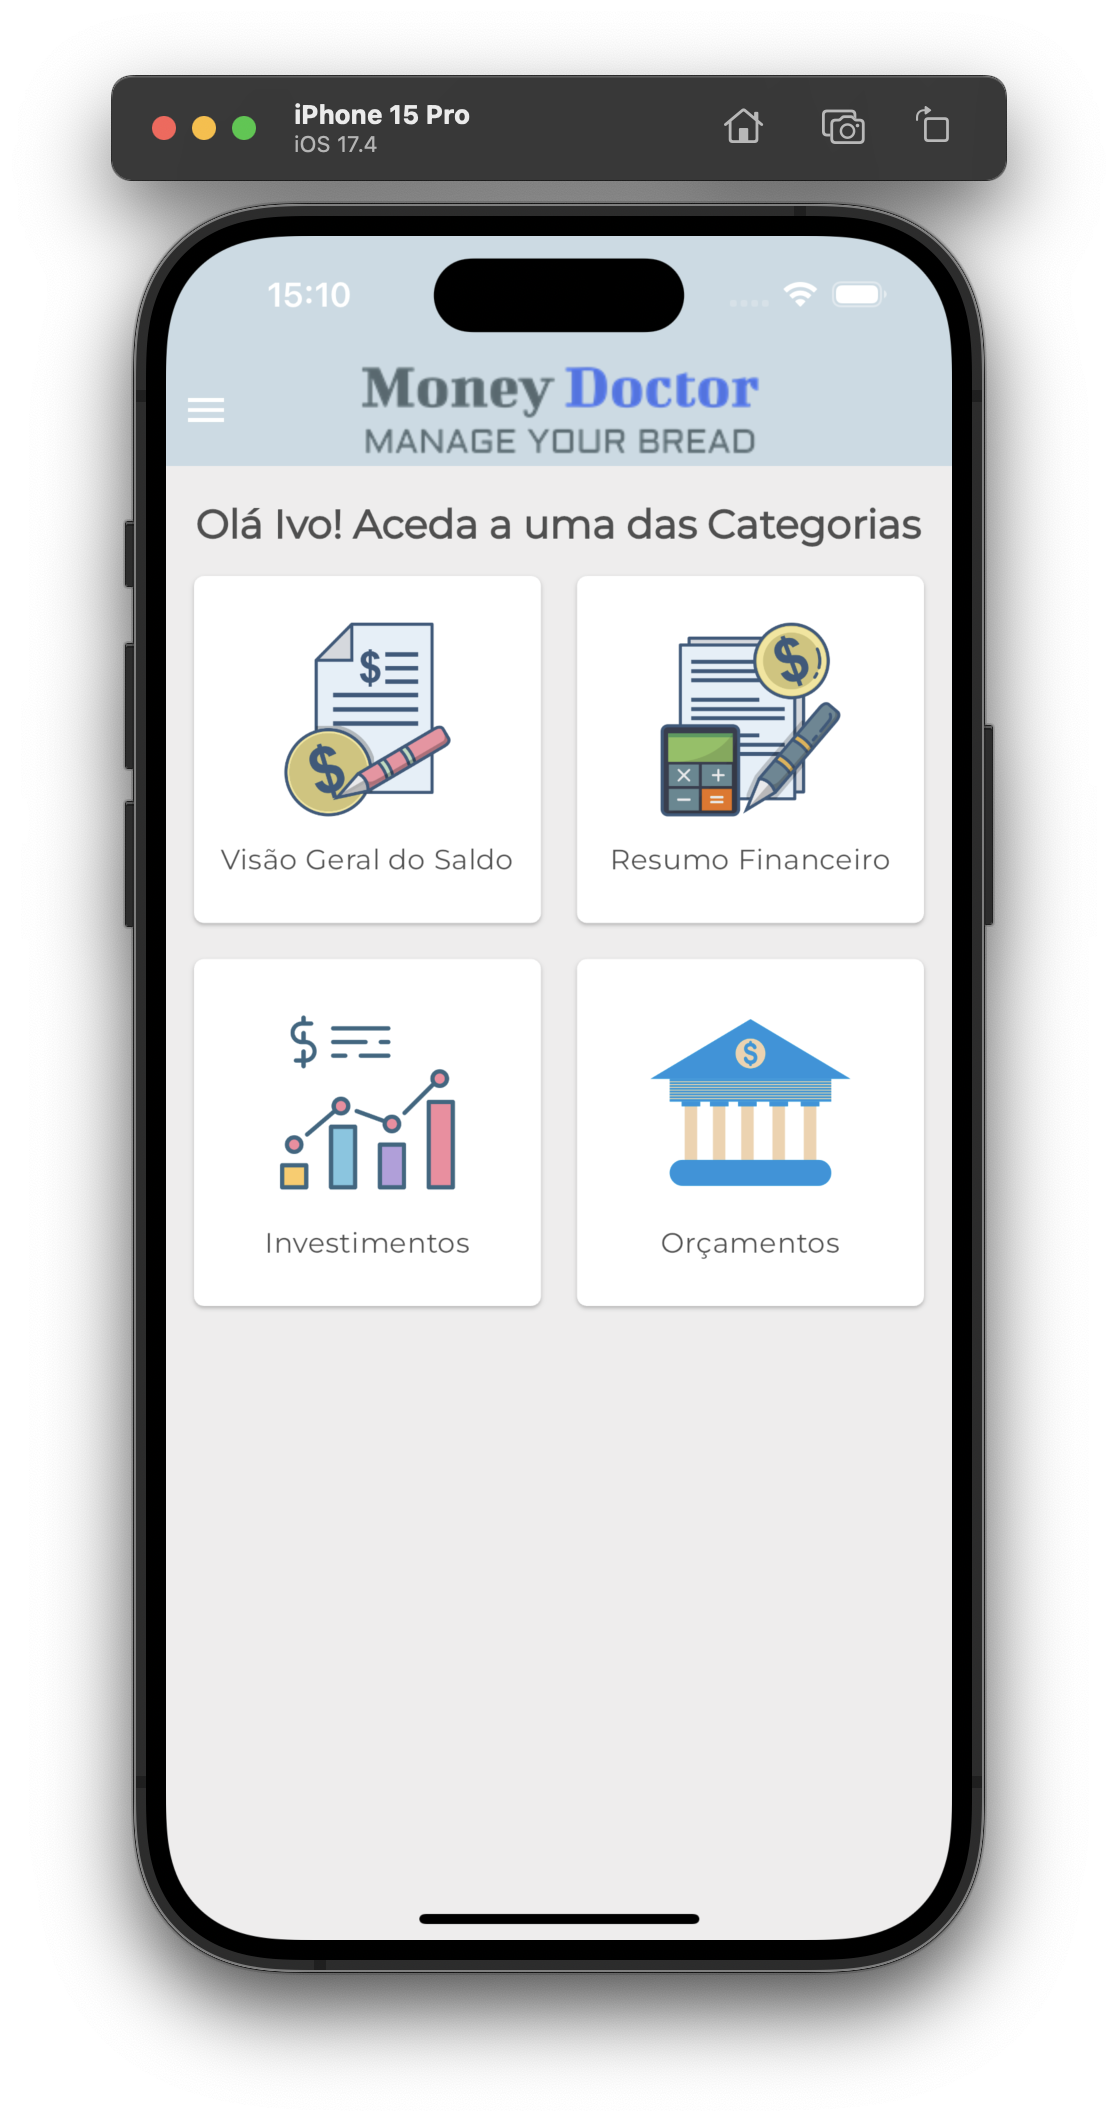 iPhone 15 Pro
iOS 17.4
15:10
Money Doctor
MANAGE YOUR BREAD
Olá Ivo! Aceda a uma das Categorias
$
$
$
$
Visão Geral do Saldo
Resumo Financeiro
$
$
Investimentos
Orçamentos